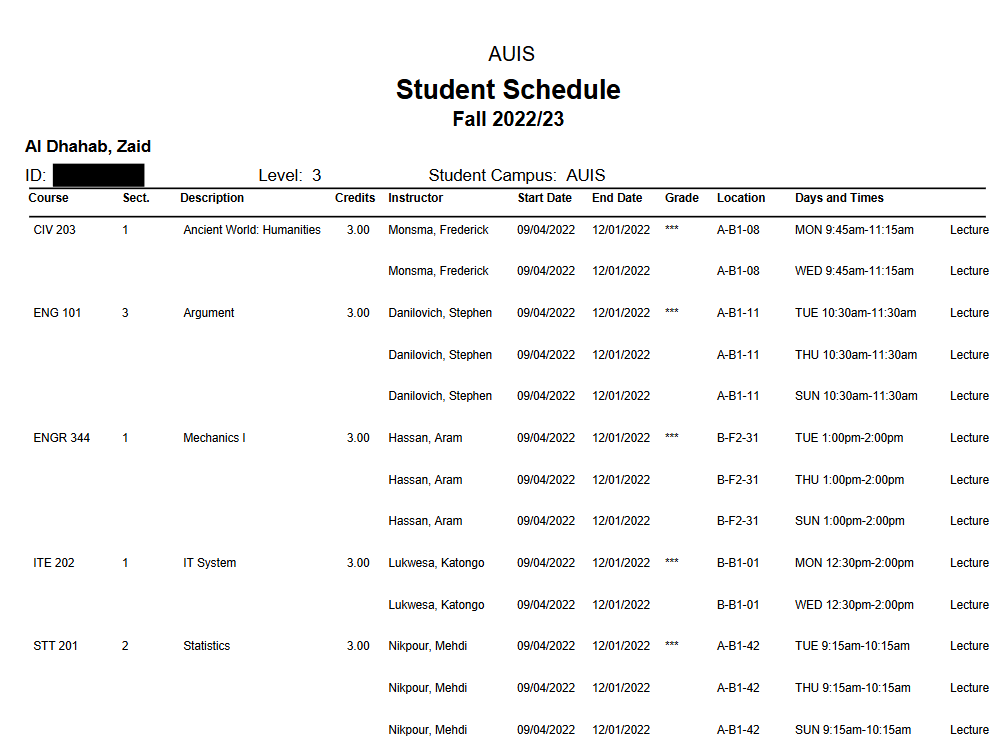 AUIS
Student Schedule
Fall 2022/23
Al Dhahab, Zaid
ID: Level: 3 Student Campus: AUIS
Course Sect. Description Credits Instructor Start Date End Date Grade Location Days and Times
CIV 203 1 Ancient World: Humanities 3.00 Monsma, Frederick 09/04/2022 12/01/2022 *** A-B1-08 MON 9:45am-11:15am Lecture
Monsma, Frederick 09/04/2022 12/01/2022 A-B1-08 WED 9:45am-11:15am Lecture
ENG 101 3 Argument 3.00 Danilovich, Stephen 09/04/2022 12/01/2022 *** A-B1-11 TUE 10:30am-11:30am Lecture
Danilovich, Stephen 09/04/2022 12/01/2022 A-B1-11 THU 10:30am-11:30am Lecture
Danilovich, Stephen 09/04/2022 12/01/2022 A-B1-11 SUN 10:30am-11:30am Lecture
ENGR 344 1 Mechanics I 3.00 Hassan, Aram 09/04/2022 12/01/2022 *** B-F2-31 TUE 1:00pm-2:00pm Lecture
Hassan, Aram 09/04/2022 12/01/2022 B-F2-31 THU 1:00pm-2:00pm Lecture
Hassan, Aram 09/04/2022 12/01/2022 B-F2-31 SUN 1:00pm-2:00pm Lecture
ITE 202 1 IT System 3.00 Lukwesa, Katongo 09/04/2022 12/01/2022 *** B-B1-01 MON 12:30pm-2:00pm Lecture
Lukwesa, Katongo 09/04/2022 12/01/2022 B-B1-01 WED 12:30pm-2:00pm Lecture
STT 201 2 Statistics 3.00 Nikpour, Mehdi 09/04/2022 12/01/2022 *** A-B1-42 TUE 9:15am-10:15am Lecture
Nikpour, Mehdi 09/04/2022 12/01/2022 A-B1-42 THU 9:15am-10:15am Lecture
Nikpour, Mehdi 09/04/2022 12/01/2022 A-B1-42 SUN 9:15am-10:15am Lecture